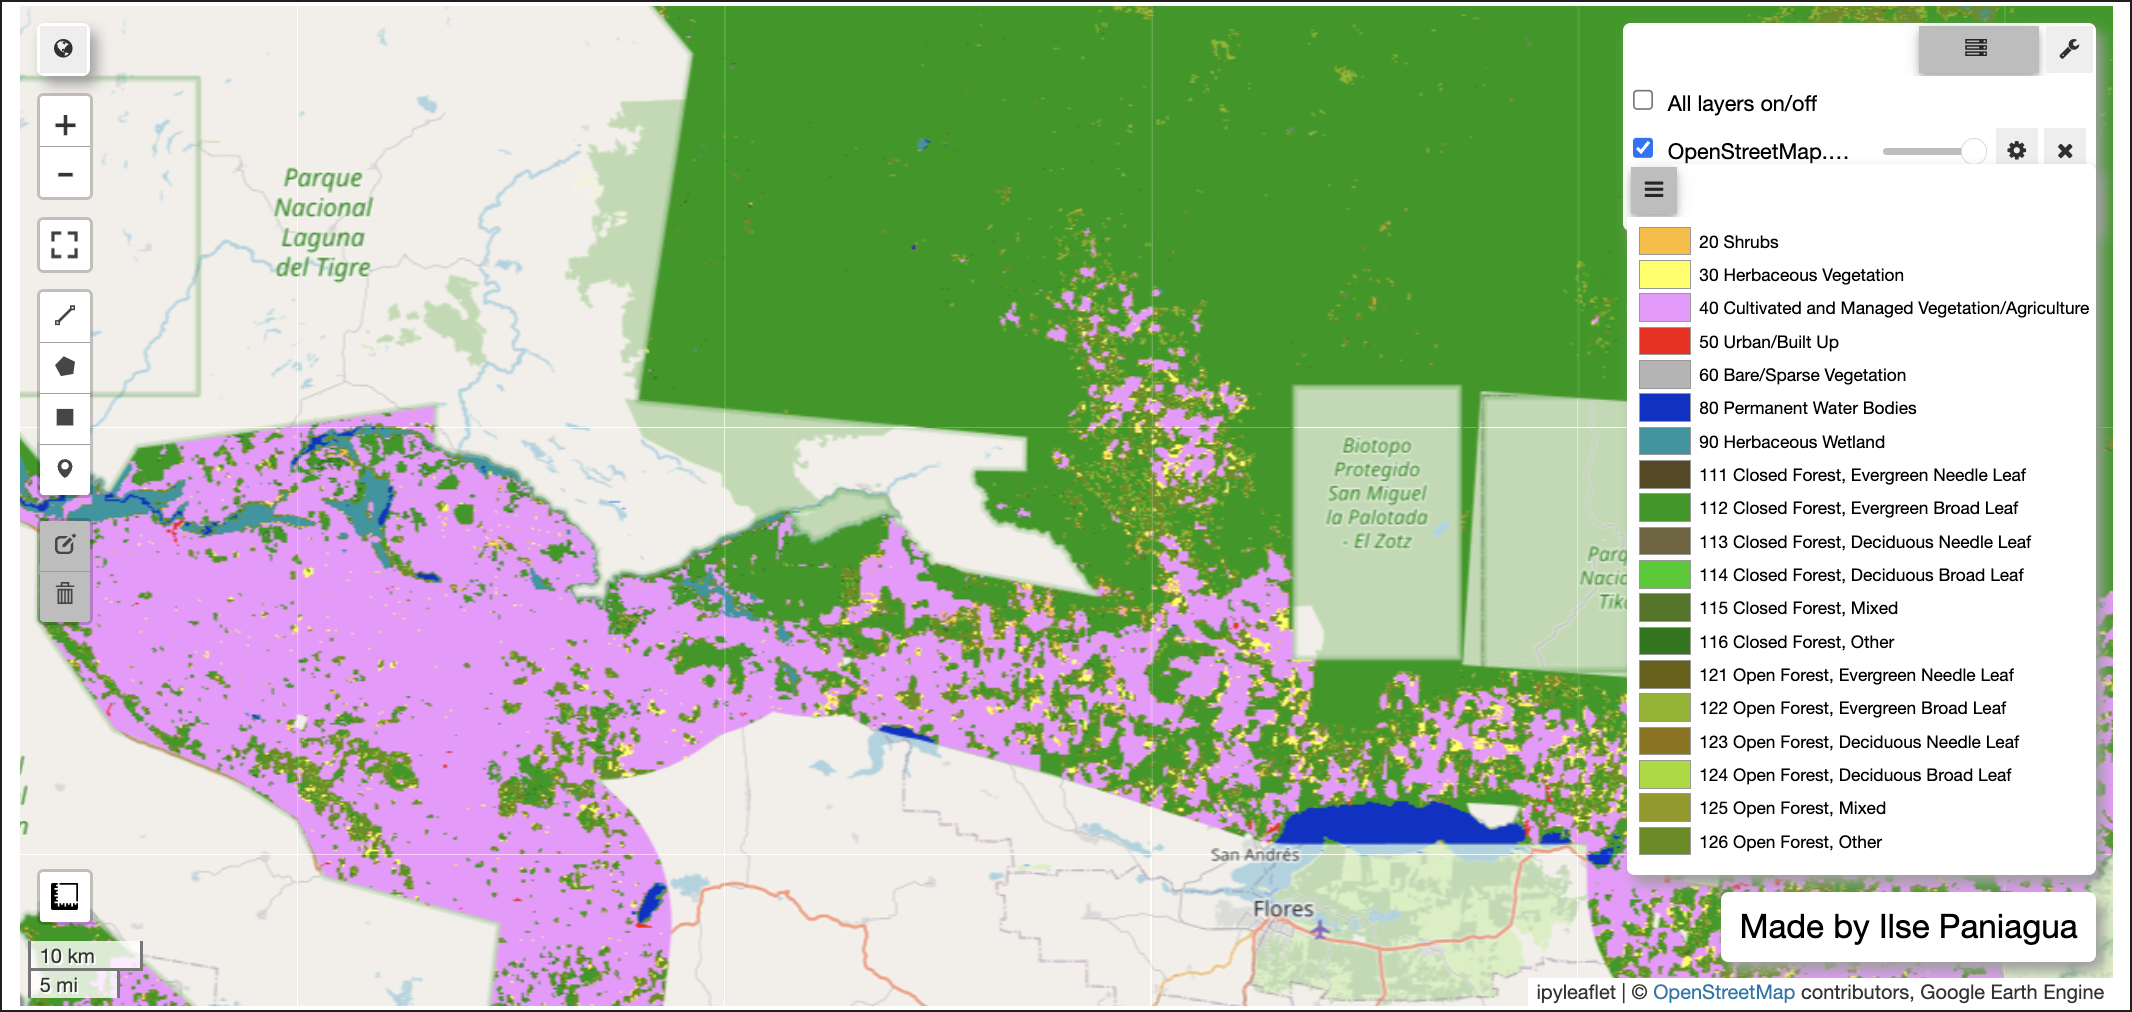 All layers on/off
OpenStreetMap....
Parque
Nacional
Laguna
del Tigre
20 Shrubs
30 Herbaceous Vegetation
40 Cultivated and Managed Vegetation/Agriculture
50 Urban/Built Up
60 Bare/Sparse Vegetation
80 Permanent Water Bodies
90 Herbaceous Wetland
111 Closed Forest, Evergreen Needle Leaf
112 Closed Forest, Evergreen Broad Leaf
113 Closed Forest, Deciduous Needle Leaf
114 Closed Forest, Deciduous Broad Leaf
115 Closed Forest, Mixed
116 Closed Forest, Other
121 Open Forest, Evergreen Needle Leaf
122 Open Forest, Evergreen Broad Leaf
123 Open Forest, Deciduous Needle Leaf
124 Open Forest, Deciduous Broad Leaf
125 Open Forest, Mixed
126 Open Forest, Other
Biotopo
Protegido
San Miguel
la Palotada
- El Zotz
San Andrés
Flores
Made by Ilse Paniagua
10 km
5 mi
ipyleaflet | © OpenStreetMap contributors, Google Earth Engine